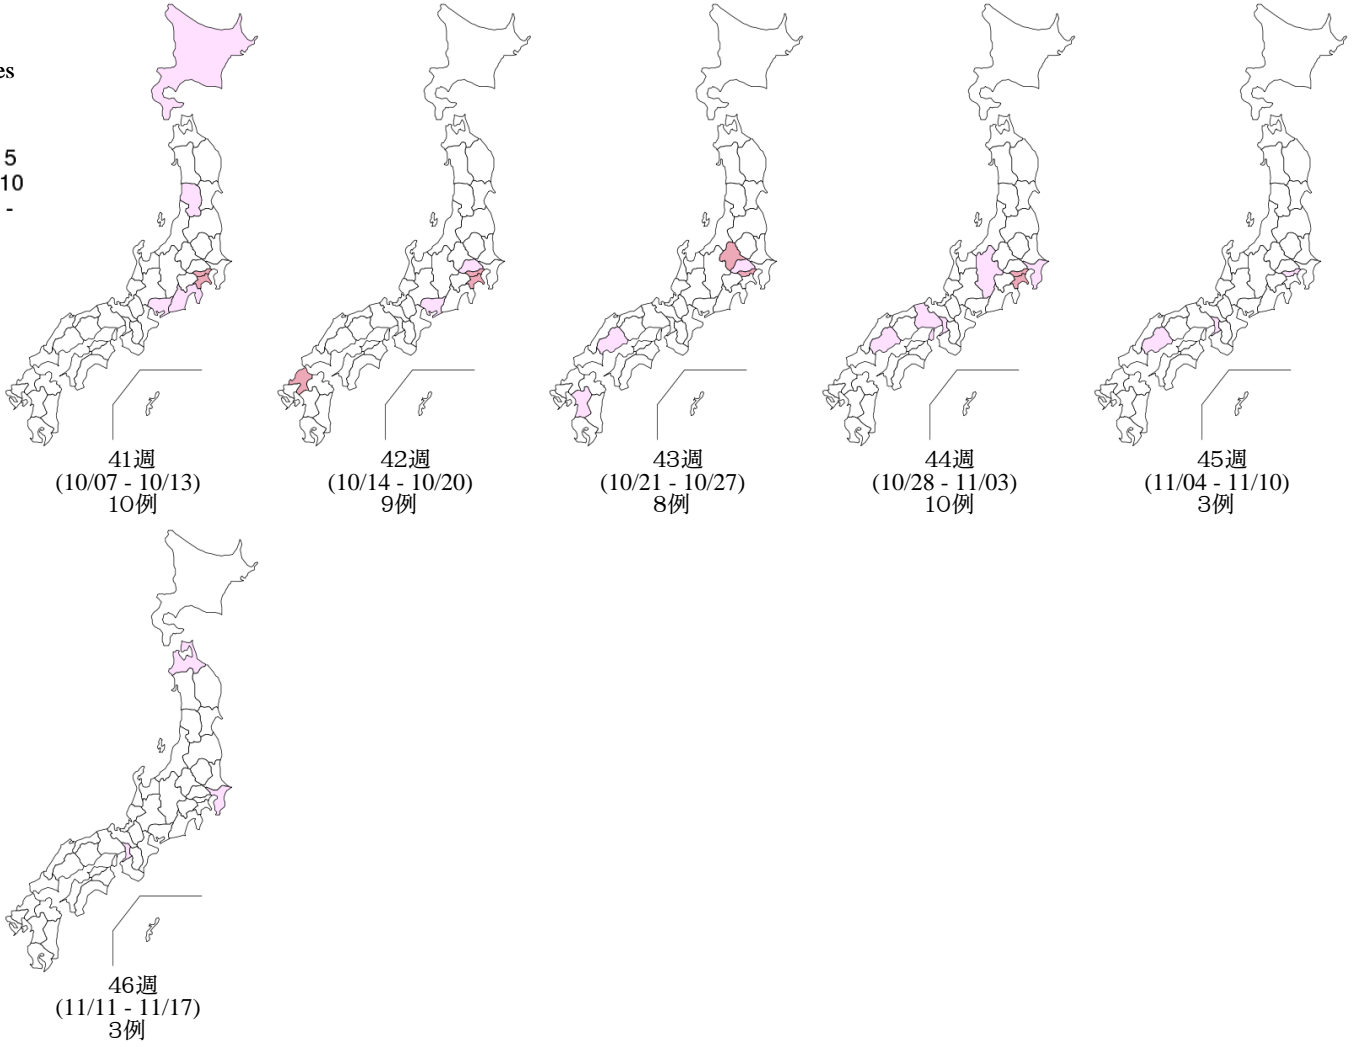 es
5
10
-
41週
(10/07 - 10/13)
10例
42週
(10/14 - 10/20)
9例
43週
(10/21 - 10/27)
8例
44週
(10/28 - 11/03)
10例
45週
(11/04 - 11/10)
3例
46週
(11/11 - 11/17)
3例